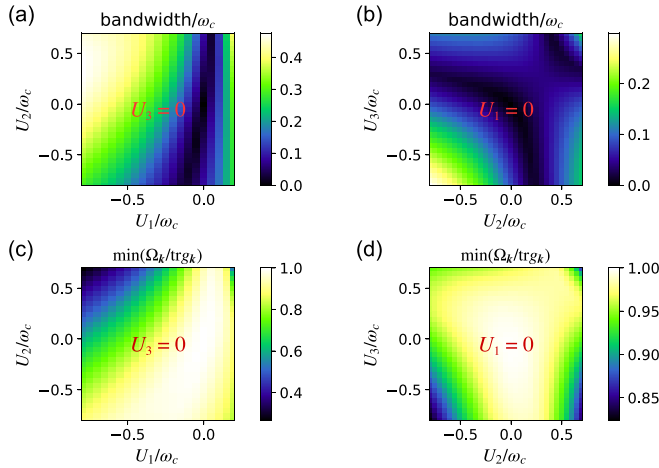 (a) bandwidth/ω_c
U_2/ω_c
0.5
0.0
−0.5
U_3 = 0
−0.5 0.0
U_1/ω_c
0.4
0.3
0.2
0.1
0.0
(b) bandwidth/ω_c
U_3/ω_c
0.5
0.0
−0.5
U_1 = 0
−0.5 0.0 0.5
U_2/ω_c
0.2
0.1
0.0
(c) min(Ω_k/trg_k)
U_2/ω_c
0.5
0.0
−0.5
U_3 = 0
−0.5 0.0
U_1/ω_c
1.0
0.8
0.6
0.4
(d) min(Ω_k/trg_k)
U_3/ω_c
0.5
0.0
−0.5
U_1 = 0
−0.5 0.0 0.5
U_2/ω_c
1.00
0.95
0.90
0.85